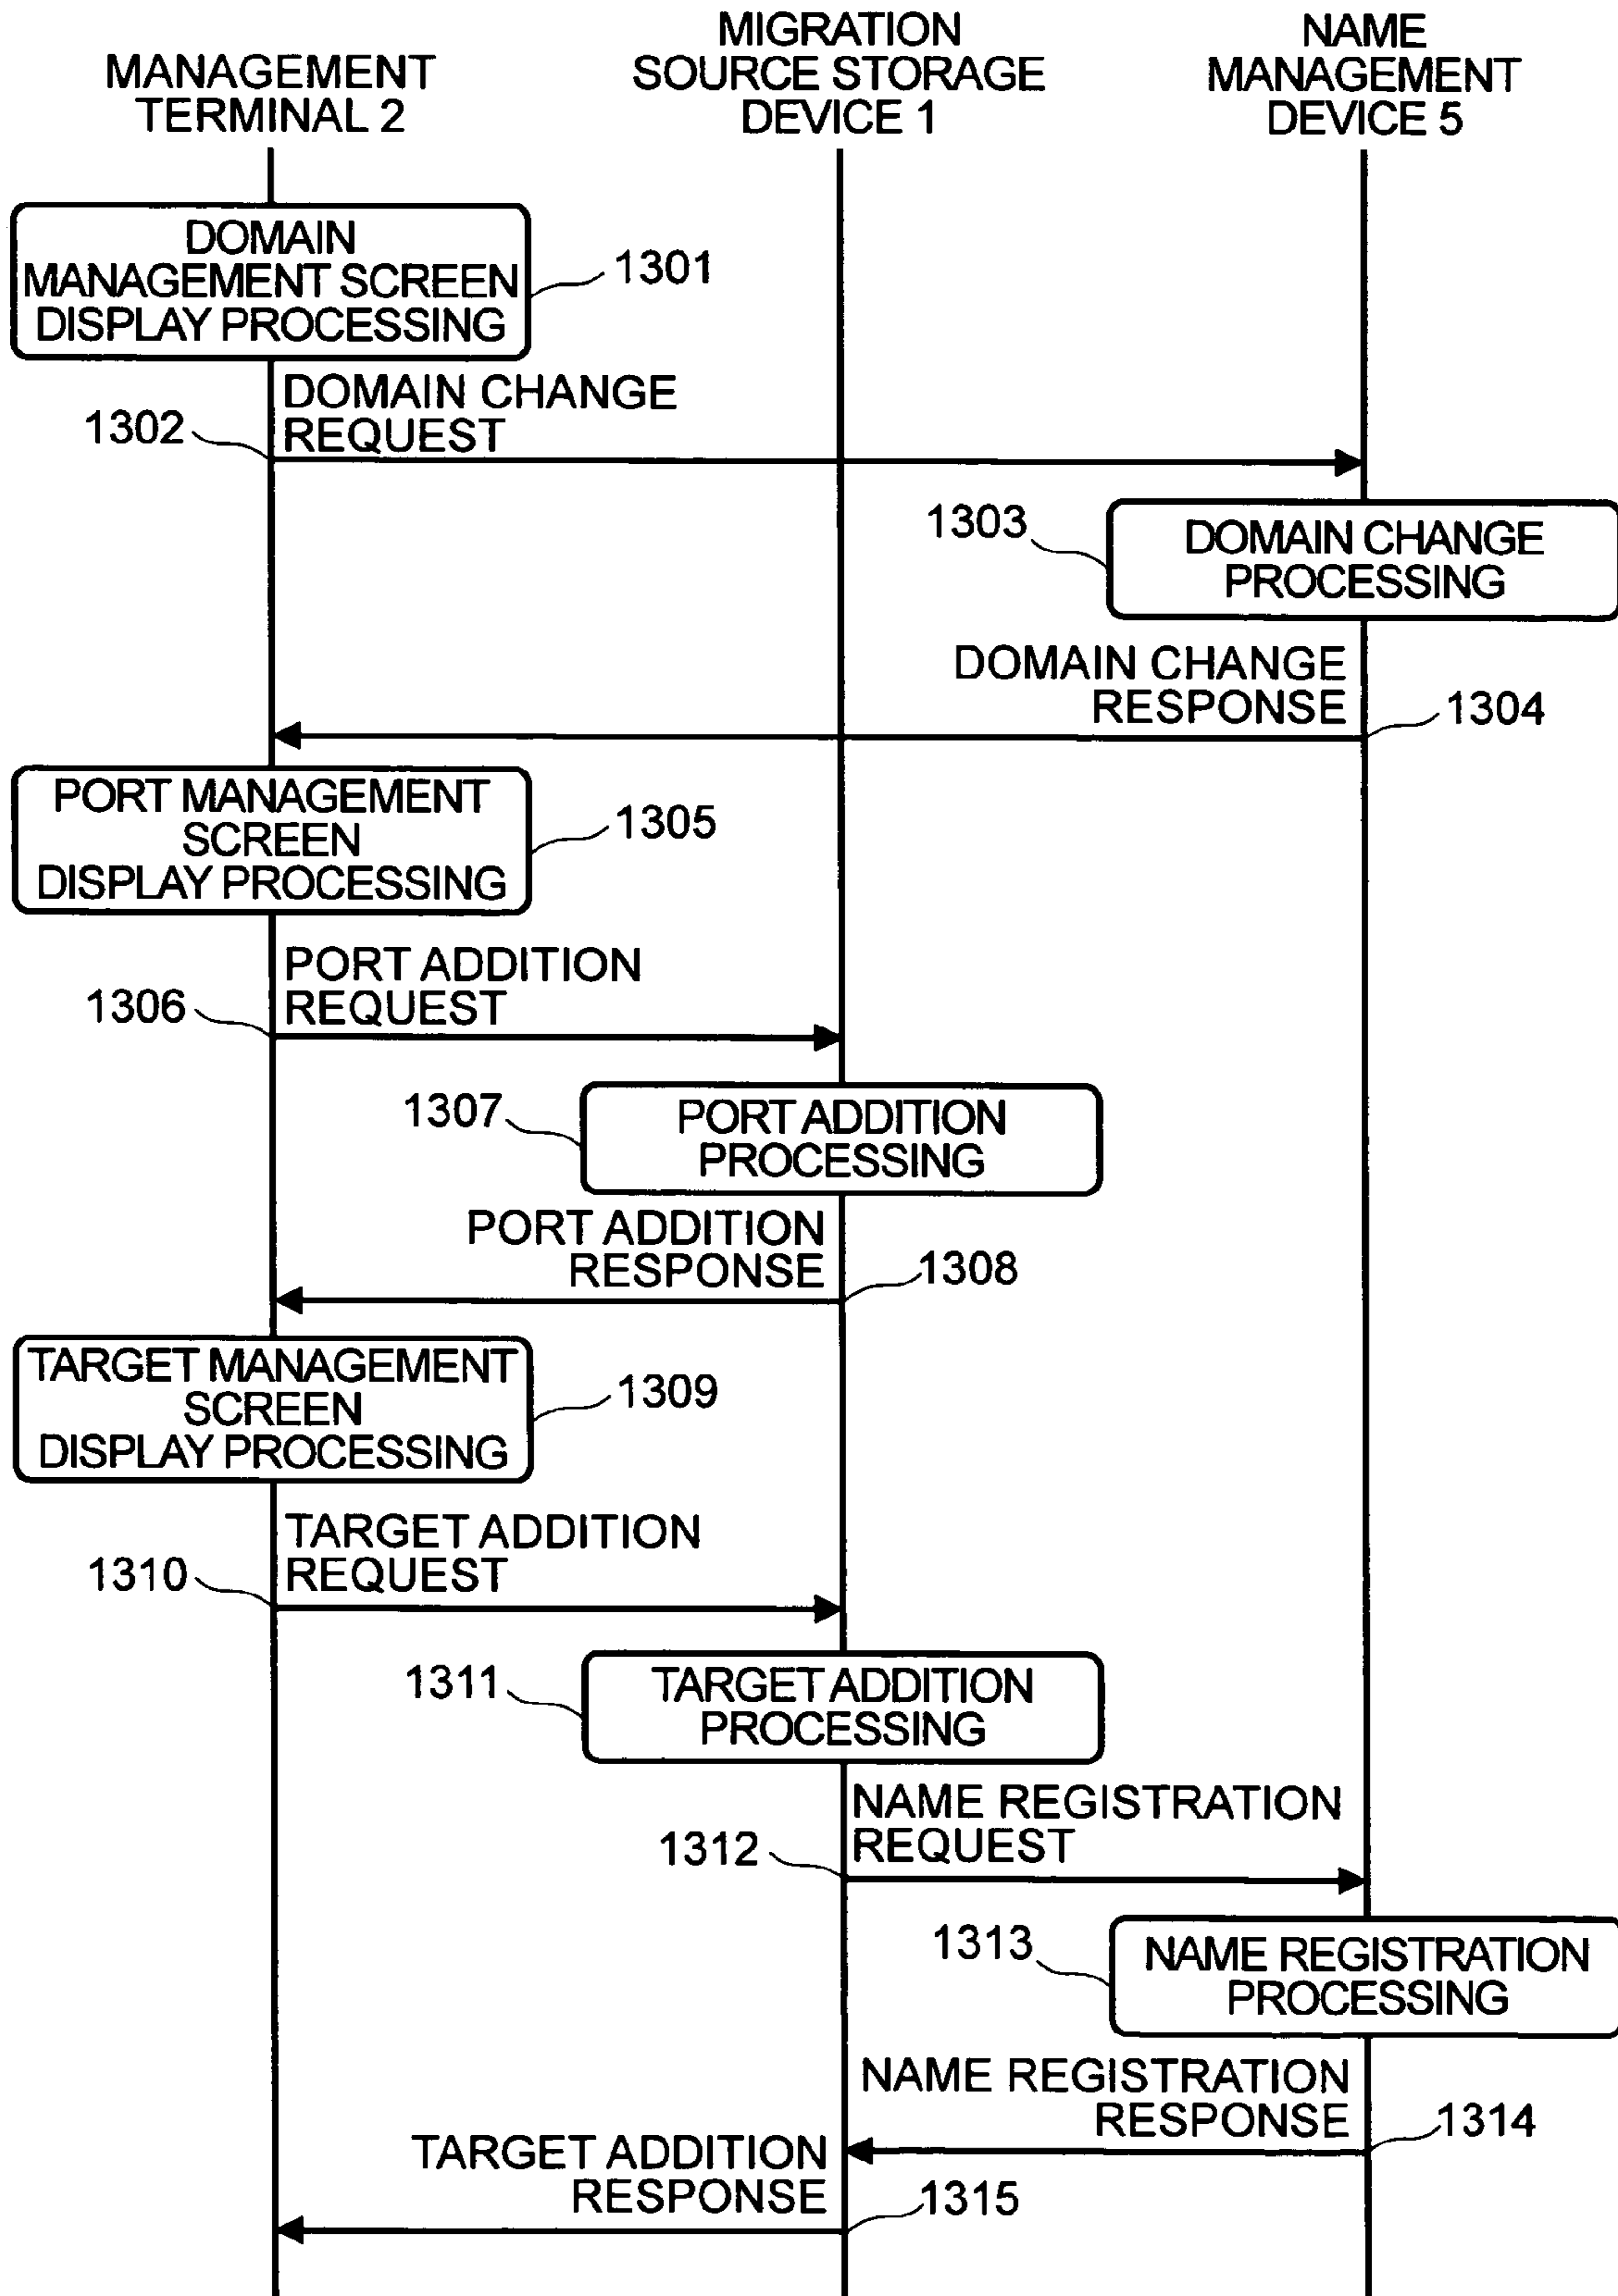 MANAGEMENT
TERMINAL 2
MIGRATION
SOURCE STORAGE
DEVICE 1
NAME
MANAGEMENT
DEVICE 5
DOMAIN
MANAGEMENT SCREEN
DISPLAY PROCESSING
1301
DOMAIN CHANGE
REQUEST
1302
1303
DOMAIN CHANGE
PROCESSING
DOMAIN CHANGE
RESPONSE
1304
PORT MANAGEMENT
SCREEN
DISPLAY PROCESSING
1305
PORT ADDITION
REQUEST
1306
1307
PORT ADDITION
PROCESSING
PORT ADDITION
RESPONSE
1308
TARGET MANAGEMENT
SCREEN
DISPLAY PROCESSING
1309
TARGET ADDITION
REQUEST
1310
1311
TARGET ADDITION
PROCESSING
NAME REGISTRATION
REQUEST
1312
1313
NAME REGISTRATION
PROCESSING
NAME REGISTRATION
RESPONSE
1314
TARGET ADDITION
RESPONSE
1315